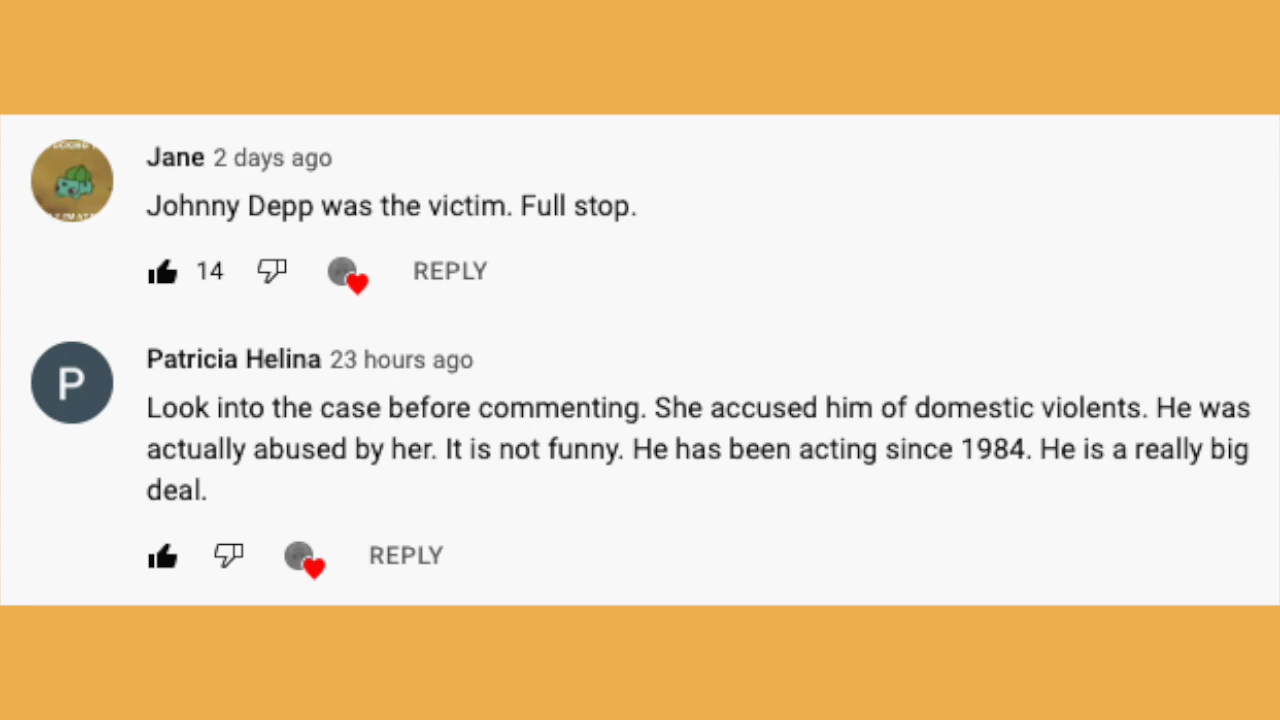 Jane 2 days ago
Johnny Depp was the victim. Full stop.
14 REPLY
P
Patricia Helina 23 hours ago
Look into the case before commenting. She accused him of domestic violents. He was
actually abused by her. It is not funny. He has been acting since 1984. He is a really big
deal.
REPLY